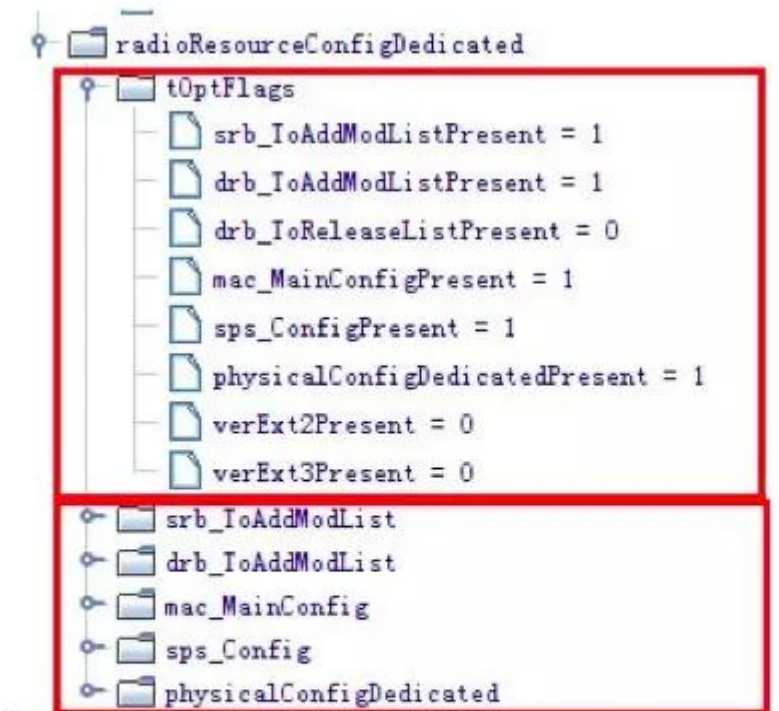 radioResourceConfigDedicated
tOptFlags
srb_ToAddModListPresent = 1
drb_ToAddModListPresent = 1
drb_ToReleaseListPresent = 0
mac_MainConfigPresent = 1
sps_ConfigPresent = 1
physicalConfigDedicatedPresent = 1
verExt2Present = 0
verExt3Present = 0
srb_ToAddModList
drb_ToAddModList
mac_MainConfig
sps_Config
physicalConfigDedicated